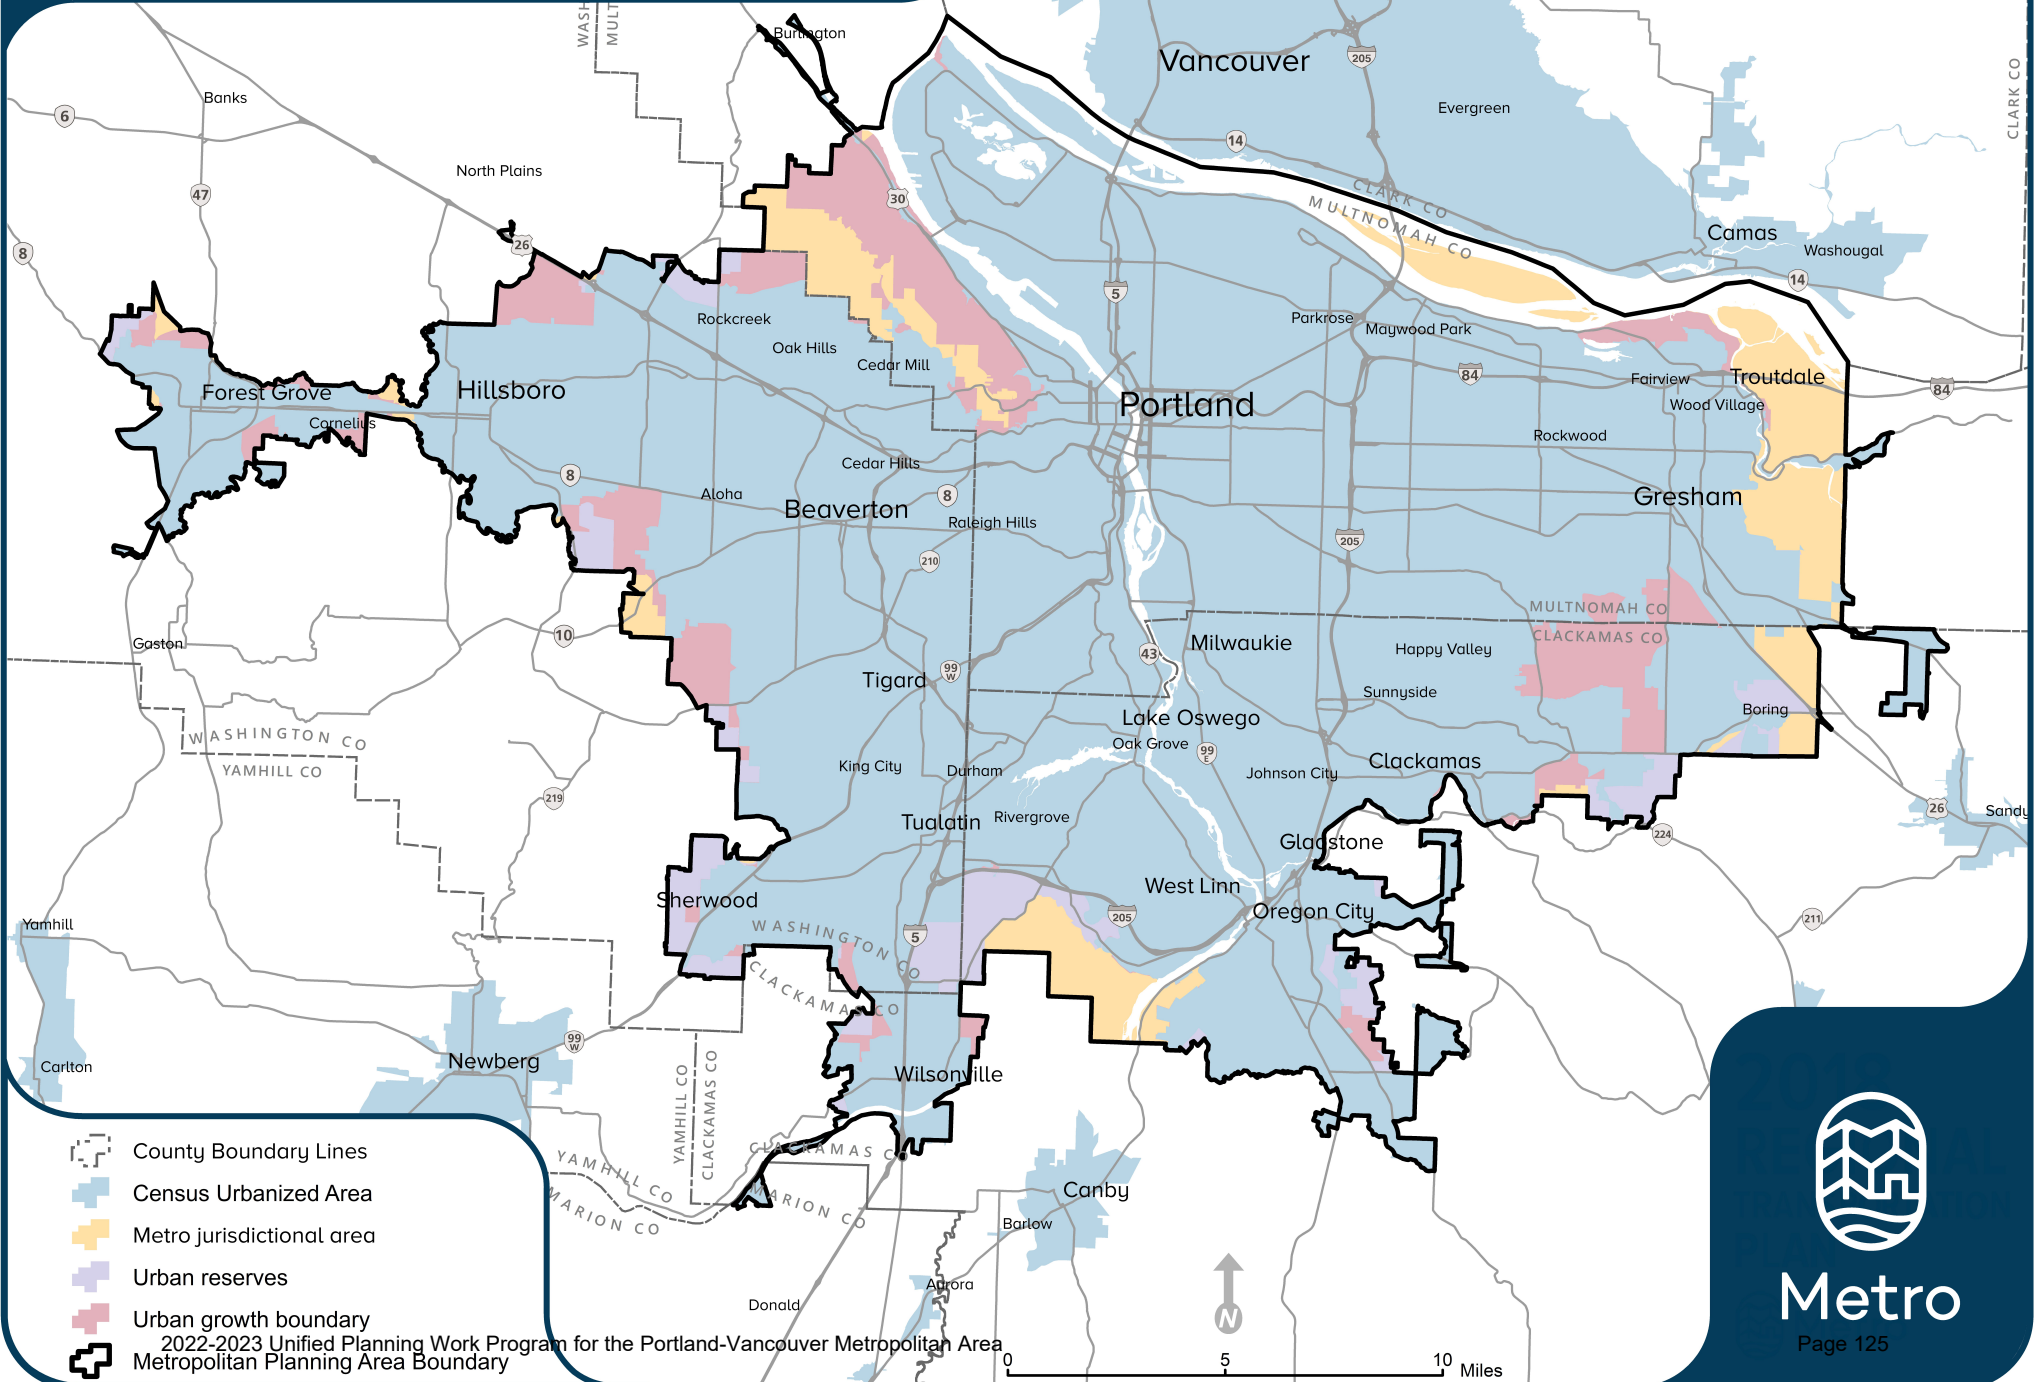 WASH
MULT
Burlington
Vancouver
205
Evergreen
CLARK CO
Banks
6
14
North Plains
47
30
CLARK CO
MULTNOMAH CO
Camas
Washougal
26
8
14
5
Rockcreek
Parkrose
Maywood Park
Oak Hills
Cedar Mill
84
Fairview
Troutdale
84
Forest Grove
Hillsboro
Portland
Wood Village
Cornelius
Rockwood
Cedar Hills
8
Aloha
8
Gresham
Beaverton
Raleigh Hills
205
210
MULTNOMAH CO
CLACKAMAS CO
Gaston
10
Milwaukie
43
Happy Valley
99 W
Tigard
Sunnyside
Lake Oswego
Boring
WASHINGTON CO
YAMHILL CO
Oak Grove
99 E
King City
Durham
Johnson City
Clackamas
219
26
Sandy
Tualatin
Rivergrove
Gladstone
224
West Linn
Sherwood
Oregon City
205
211
Yamhill
WASHINGTON CO
5
CLACKAMAS CO
99 W
Newberg
Carlton
Wilsonville
YAMHILL CO
CLACKAMAS CO
CLACKAMAS CO
YAMHILL CO
MARION CO
MARION CO
Canby
Barlow
Aurora
Donald
County Boundary Lines
Census Urbanized Area
Metro jurisdictional area
Urban reserves
Urban growth boundary
2022-2023 Unified Planning Work Program for the Portland-Vancouver Metropolitan Area
Metropolitan Planning Area Boundary
N
0 5 10 Miles
2018
Metro
Page 125